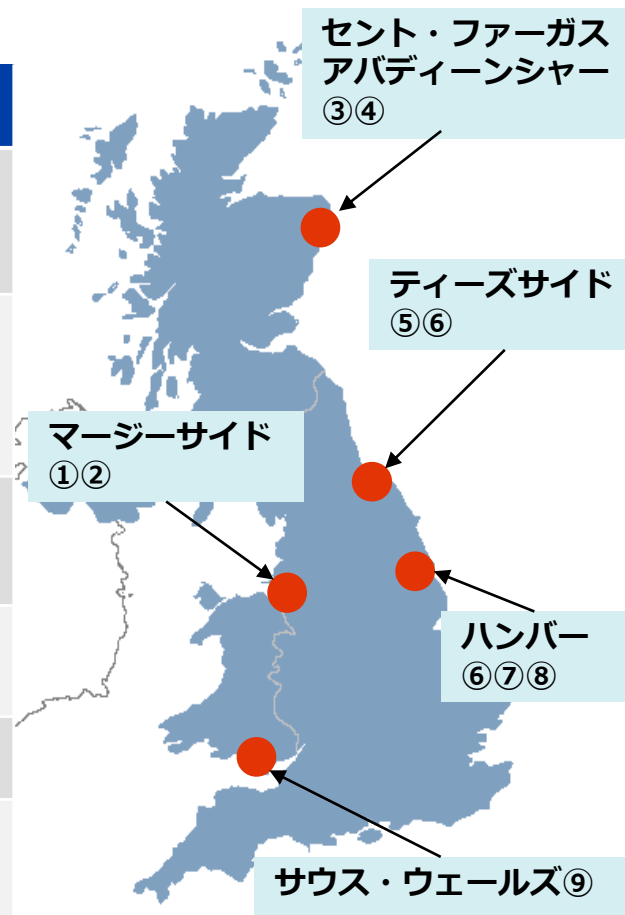 セント・ファーガス
アバディーンシャー
③④
ティーズサイド
⑤⑥
マージーサイド
①②
ハンバー
⑥⑦⑧
サウス・ウェールズ⑨